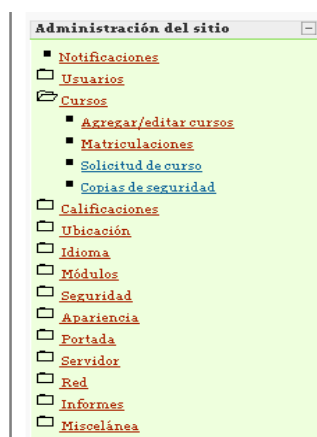 Administración del sitio
Notificaciones
Usuarios
Cursos
Agregar/editar cursos
Matriculaciones
Solicitud de curso
Copias de seguridad
Calificaciones
Ubicación
Idioma
Módulos
Seguridad
Apariencia
Portada
Servidor
Red
Informes
Miscelánea